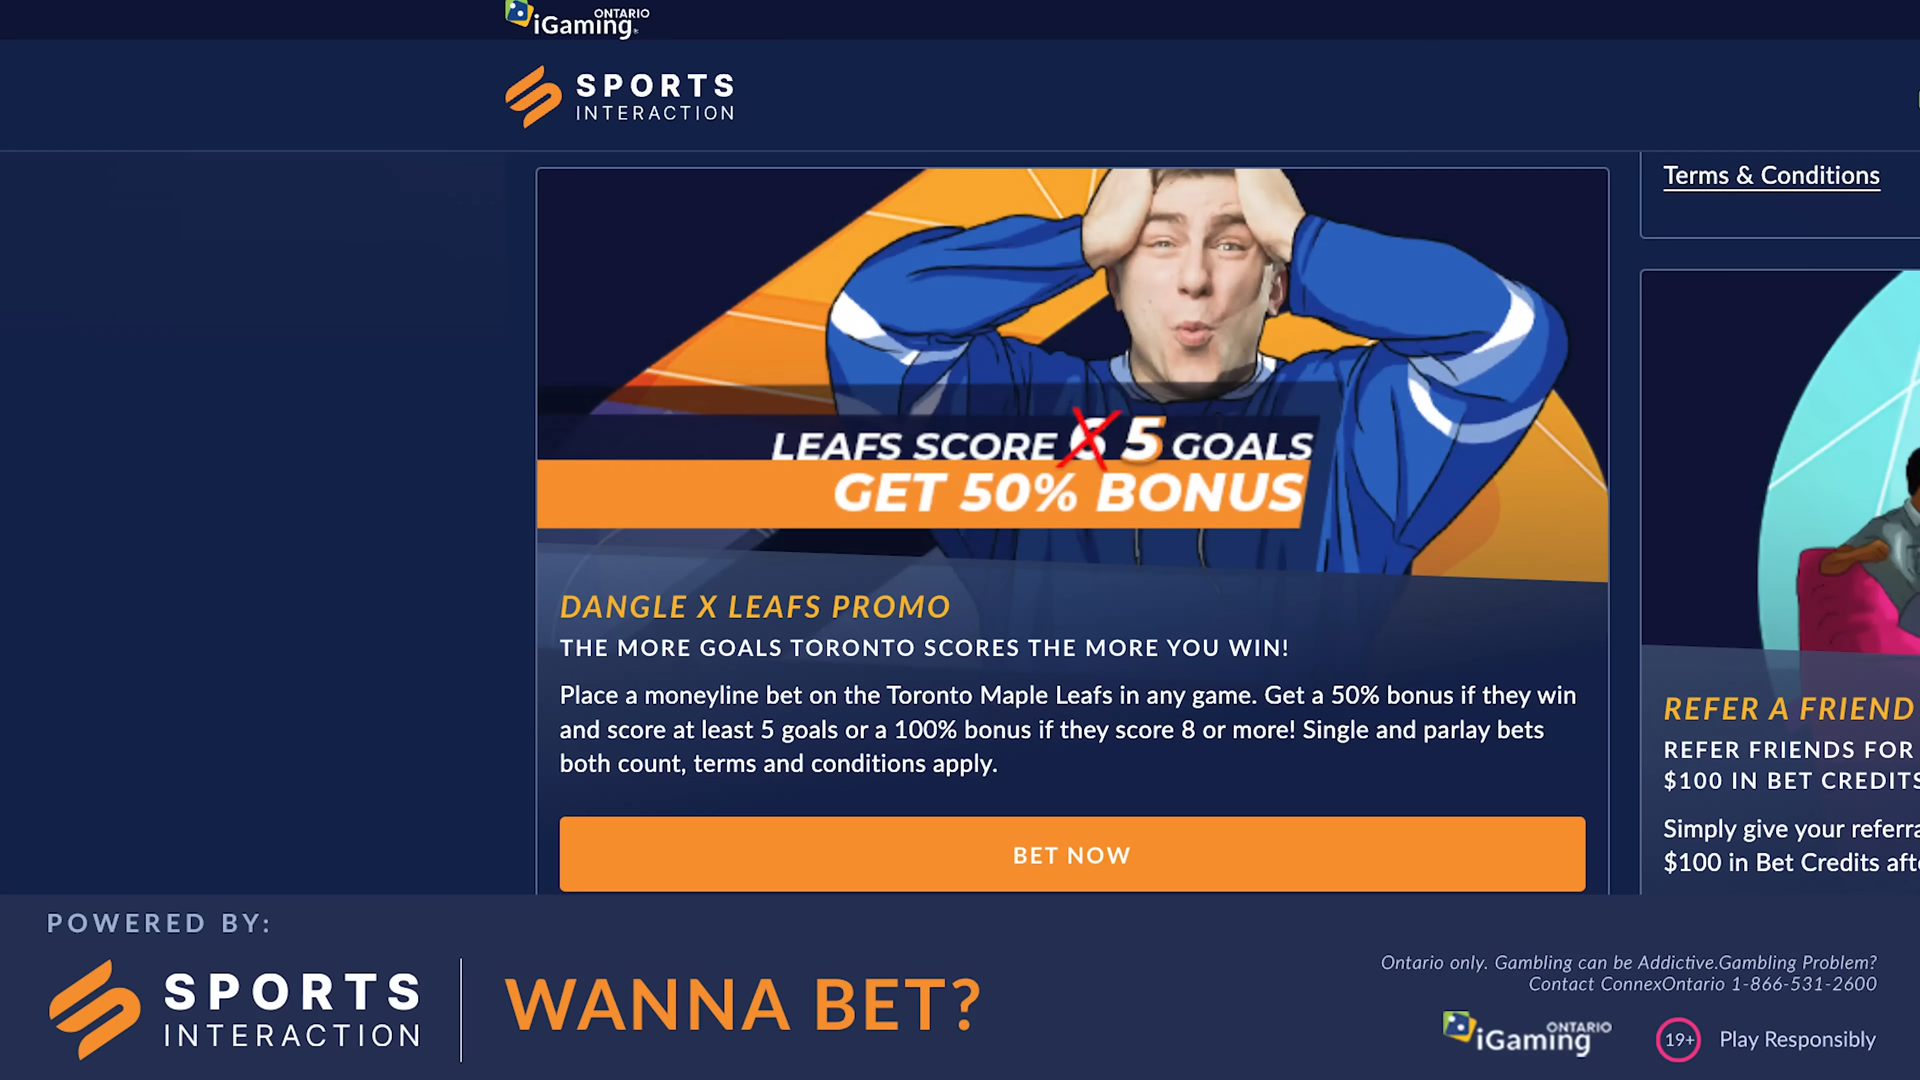 iGaming ONTARIO
SPORTS
INTERACTION
Terms & Conditions
LEAFS SCORE 6 5 GOALS
GET 50% BONUS
DANGLE X LEAFS PROMO
THE MORE GOALS TORONTO SCORES THE MORE YOU WIN!
Place a moneyline bet on the Toronto Maple Leafs in any game. Get a 50% bonus if they win
and score at least 5 goals or a 100% bonus if they score 8 or more! Single and parlay bets
both count, terms and conditions apply.
BET NOW
REFER A FRIEND
REFER FRIENDS FOR
$100 IN BET CREDITS
Simply give your referra
$100 in Bet Credits afte
POWERED BY:
SPORTS
INTERACTION
WANNA BET?
Ontario only. Gambling can be Addictive.Gambling Problem?
Contact ConnexOntario 1-866-531-2600
iGaming ONTARIO
19+ Play Responsibly